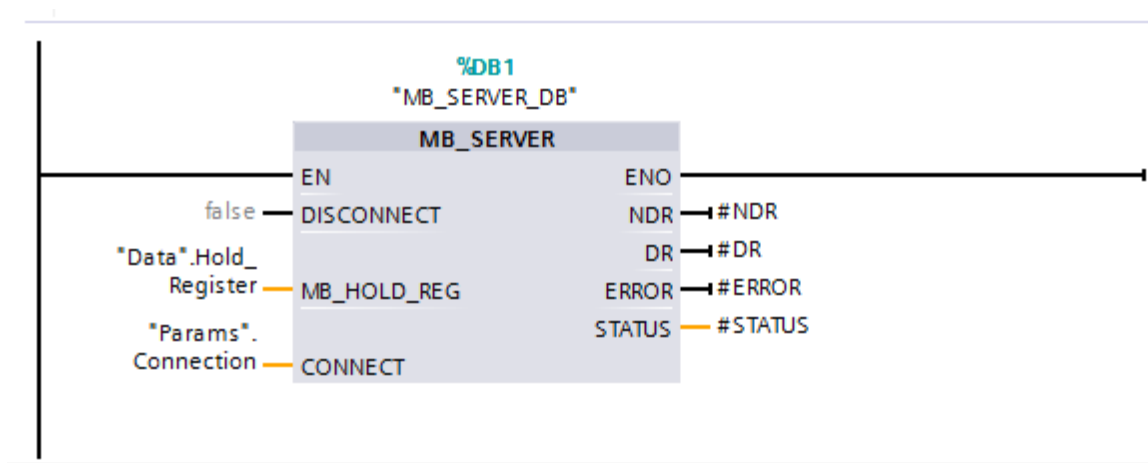 %DB1
"MB_SERVER_DB"
MB_SERVER
EN
ENO
false
DISCONNECT
NDR
#NDR
DR
#DR
"Data".Hold_
Register
MB_HOLD_REG
ERROR
#ERROR
STATUS
#STATUS
"Params".
Connection
CONNECT